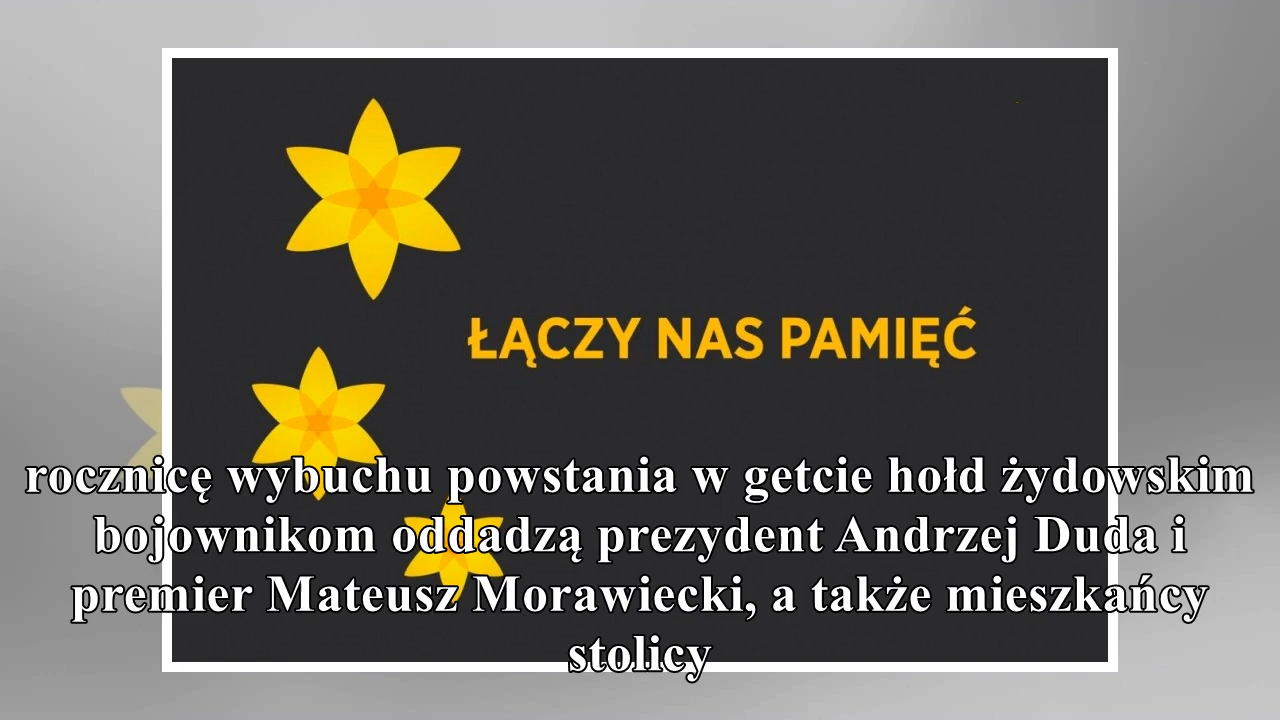 ŁĄCZY NAS PAMIĘĆ
rocznicę wybuchu powstania w getcie hołd żydowskim
bojownikom oddadzą prezydent Andrzej Duda i
premier Mateusz Morawiecki, a także mieszkańcy
stolicy